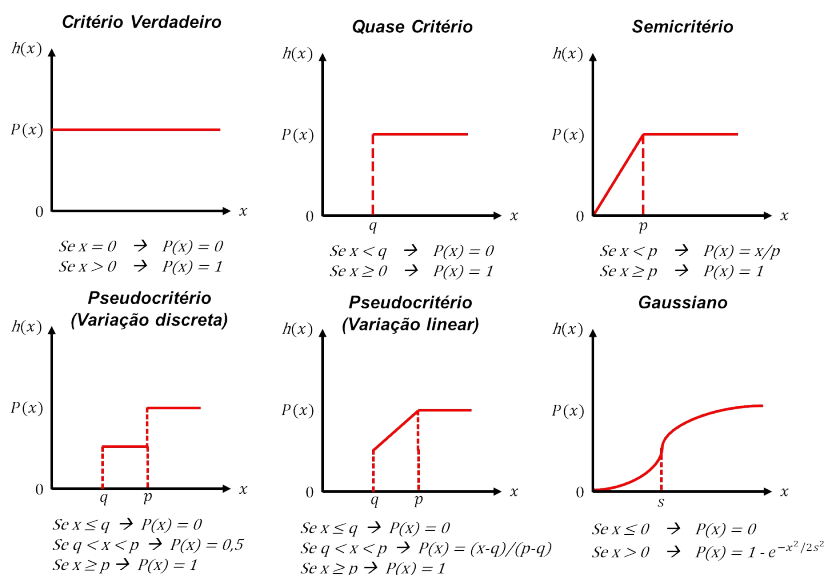 Critério Verdadeiro
h(x)
P(x)
0
x
Se x = 0 → P(x) = 0
Se x > 0 → P(x) = 1
Quase Critério
h(x)
P(x)
0
q
x
Se x < q → P(x) = 0
Se x ≥ 0 → P(x) = 1
Semicritério
h(x)
P(x)
0
p
x
Se x < p → P(x) = x/p
Se x ≥ p → P(x) = 1
Pseudocritério
(Variação discreta)
h(x)
P(x)
0
q
p
x
Se x ≤ q → P(x) = 0
Se q < x < p → P(x) = 0,5
Se x ≥ p → P(x) = 1
Pseudocritério
(Variação linear)
h(x)
P(x)
0
q
p
x
Se x ≤ q → P(x) = 0
Se q < x < p → P(x) = (x-q)/(p-q)
Se x ≥ p → P(x) = 1
Gaussiano
h(x)
P(x)
0
s
x
Se x ≤ 0 → P(x) = 0
Se x > 0 → P(x) = 1 - e^{-x²/2s²}